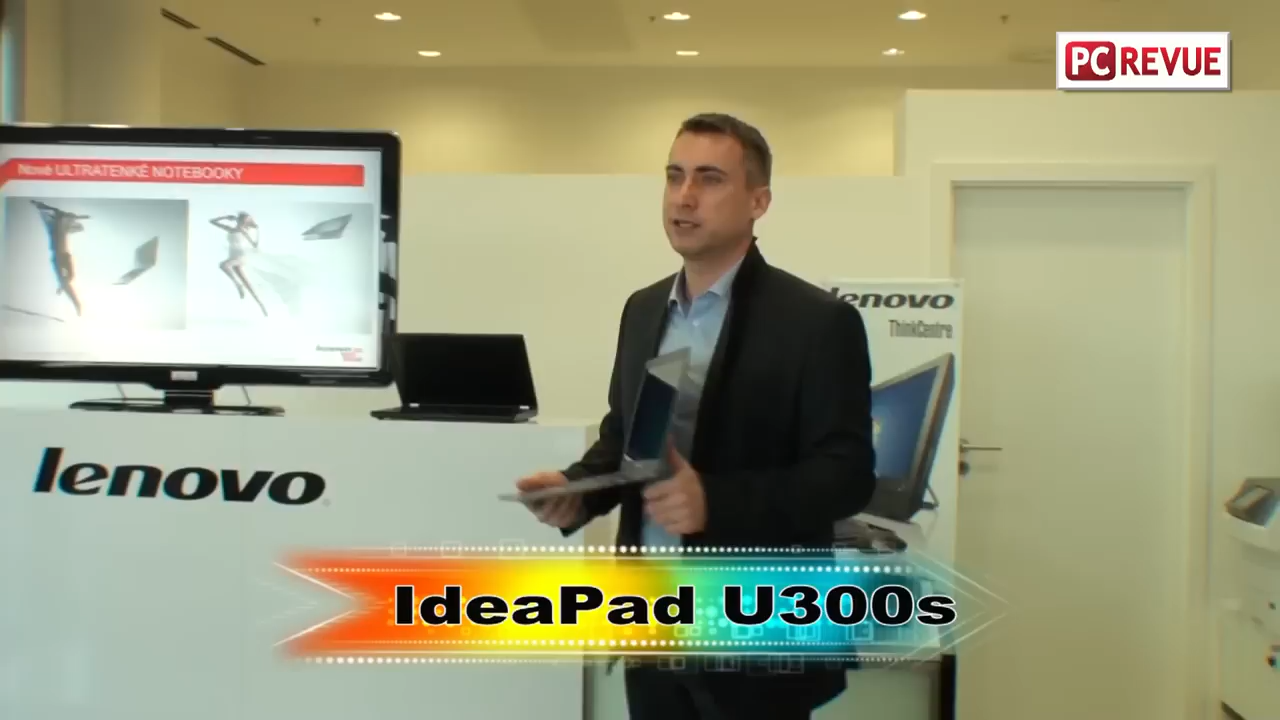 PC REVUE
Nové ULTRATENKÉ NOTEBOOKY
lenovo
ThinkCentre
lenovo
IdeaPad U300s